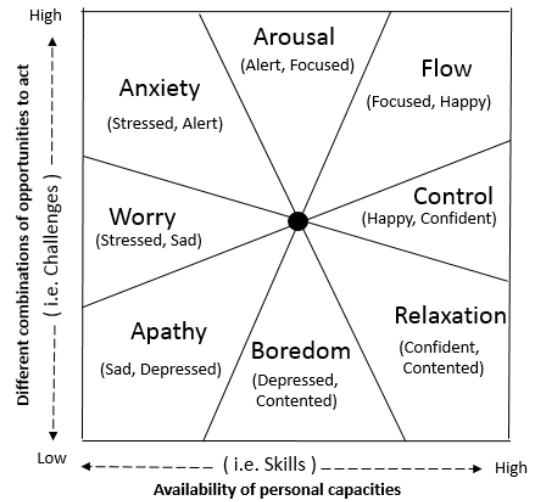 High
Different combinations of opportunities to act
( i.e. Challenges )
Low
Anxiety
(Stressed, Alert)
Arousal
(Alert, Focused)
Flow
(Focused, Happy)
Worry
(Stressed, Sad)
Control
(Happy, Confident)
Apathy
(Sad, Depressed)
Boredom
(Depressed,
Contented)
Relaxation
(Confident,
Contented)
( i.e. Skills )
High
Availability of personal capacities